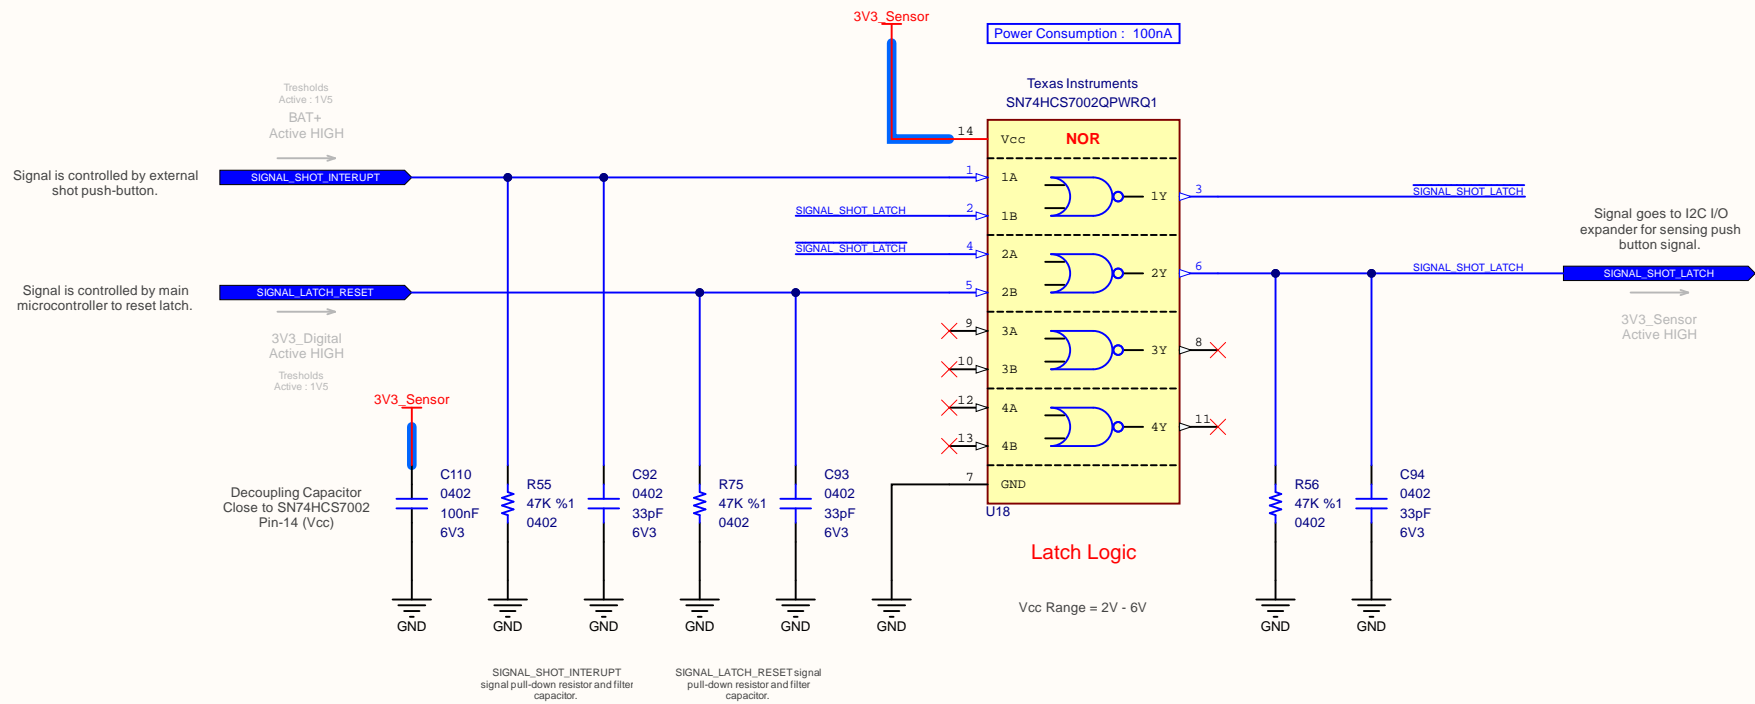 3V3_Sensor
Power Consumption : 100nA
Texas Instruments
SN74HCS7002QPWRQ1
Tresholds
Active : 1V5
BAT+
Active HIGH
Signal is controlled by external
shot push-button.
SIGNAL_SHOT_INTERUPT
14
Vcc
NOR
1
1A
2
1B
SIGNAL_SHOT_LATCH
1Y
3
SIGNAL_SHOT_LATCH
SIGNAL_SHOT_LATCH
4
2A
5
2B
2Y
6
SIGNAL_SHOT_LATCH
Signal goes to I2C I/O
expander for sensing push
button signal.
SIGNAL_SHOT_LATCH
3V3_Sensor
Active HIGH
Signal is controlled by main
microcontroller to reset latch.
SIGNAL_LATCH_RESET
3V3_Digital
Active HIGH
Tresholds
Active : 1V5
9
3A
10
3B
3Y
8
12
4A
13
4B
4Y
11
7
GND
U18
Latch Logic
Vcc Range = 2V - 6V
3V3_Sensor
Decoupling Capacitor
Close to SN74HCS7002
Pin-14 (Vcc)
C110
0402
100nF
6V3
R55
47K %1
0402
C92
0402
33pF
6V3
R75
47K %1
0402
C93
0402
33pF
6V3
R56
47K %1
0402
C94
0402
33pF
6V3
GND
GND
GND
GND
GND
GND
GND
GND
SIGNAL_SHOT_INTERUPT
signal pull-down resistor and filter
capacitor.
SIGNAL_LATCH_RESET signal
pull-down resistor and filter
capacitor.